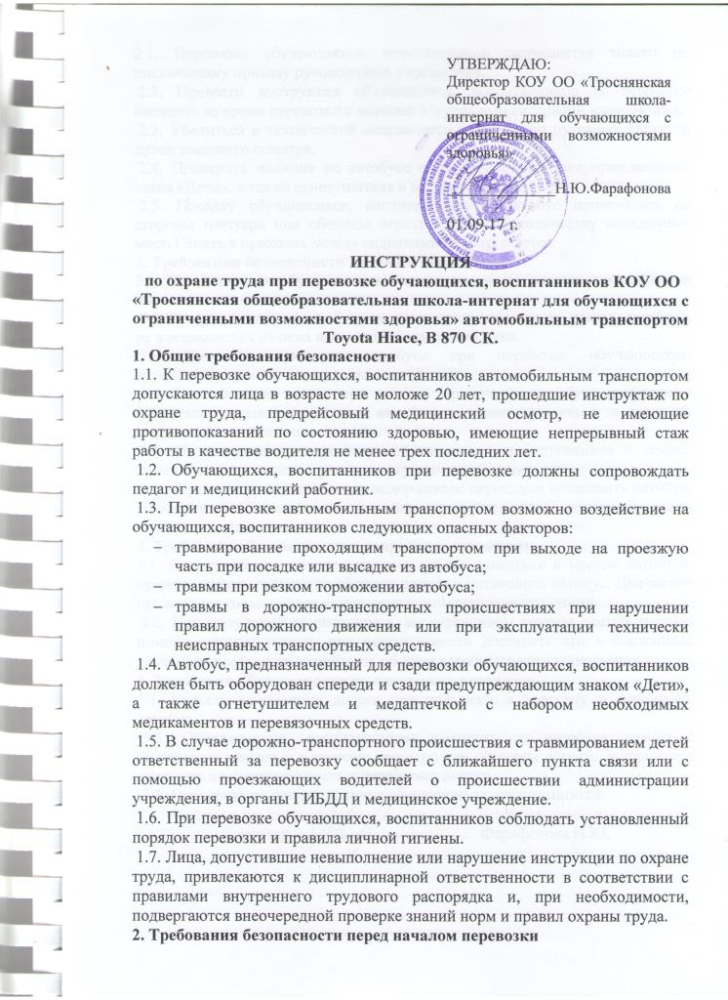 УТВЕРЖДАЮ:
Директор КОУ ОО «Троснянская
общеобразовательная школа-
интернат для обучающихся с
ограниченными возможностями
здоровья»
Н.Ю.Фарафонова
01.09.17 г.
ИНСТРУКЦИЯ
по охране труда при перевозке обучающихся, воспитанников КОУ ОО
«Троснянская общеобразовательная школа-интернат для обучающихся с
ограниченными возможностями здоровья» автомобильным транспортом
Toyota Hiace, В 870 СК.
1. Общие требования безопасности
1.1. К перевозке обучающихся, воспитанников автомобильным транспортом
допускаются лица в возрасте не моложе 20 лет, прошедшие инструктаж по
охране труда, предрейсовый медицинский осмотр, не имеющие
противопоказаний по состоянию здоровью, имеющие непрерывный стаж
работы в качестве водителя не менее трех последних лет.
1.2. Обучающихся, воспитанников при перевозке должны сопровождать
педагог и медицинский работник.
1.3. При перевозке автомобильным транспортом возможно воздействие на
обучающихся, воспитанников следующих опасных факторов:
– травмирование проходящим транспортом при выходе на проезжую
часть при посадке или высадке из автобуса;
– травмы при резком торможении автобуса;
– травмы в дорожно-транспортных происшествиях при нарушении
правил дорожного движения или при эксплуатации технически
неисправных транспортных средств.
1.4. Автобус, предназначенный для перевозки обучающихся, воспитанников
должен быть оборудован спереди и сзади предупреждающим знаком «Дети»,
а также огнетушителем и медаптечкой с набором необходимых
медикаментов и перевязочных средств.
1.5. В случае дорожно-транспортного происшествия с травмированием детей
ответственный за перевозку сообщает с ближайшего пункта связи или с
помощью проезжающих водителей о происшествии администрации
учреждения, в органы ГИБДД и медицинское учреждение.
1.6. При перевозке обучающихся, воспитанников соблюдать установленный
порядок перевозки и правила личной гигиены.
1.7. Лица, допустившие невыполнение или нарушение инструкции по охране
труда, привлекаются к дисциплинарной ответственности в соответствии с
правилами внутреннего трудового распорядка и, при необходимости,
подвергаются внеочередной проверке знаний норм и правил охраны труда.
2. Требования безопасности перед началом перевозки